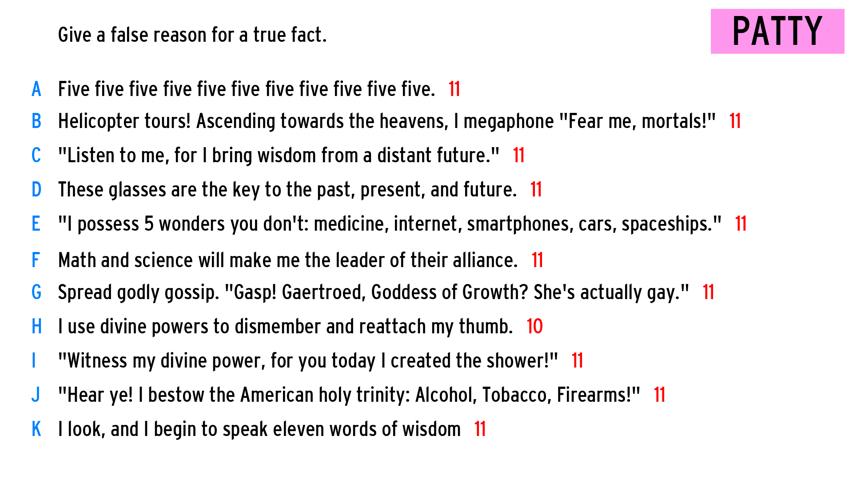 Give a false reason for a true fact.
PATTY
A Five five five five five five five five five five five. 11
B Helicopter tours! Ascending towards the heavens, I megaphone "Fear me, mortals!" 11
C "Listen to me, for I bring wisdom from a distant future." 11
D These glasses are the key to the past, present, and future. 11
E "I possess 5 wonders you don't: medicine, internet, smartphones, cars, spaceships." 11
F Math and science will make me the leader of their alliance. 11
G Spread godly gossip. "Gasp! Gaertroed, Goddess of Growth? She's actually gay." 11
H I use divine powers to dismember and reattach my thumb. 10
I "Witness my divine power, for you today I created the shower!" 11
J "Hear ye! I bestow the American holy trinity: Alcohol, Tobacco, Firearms!" 11
K I look, and I begin to speak eleven words of wisdom 11